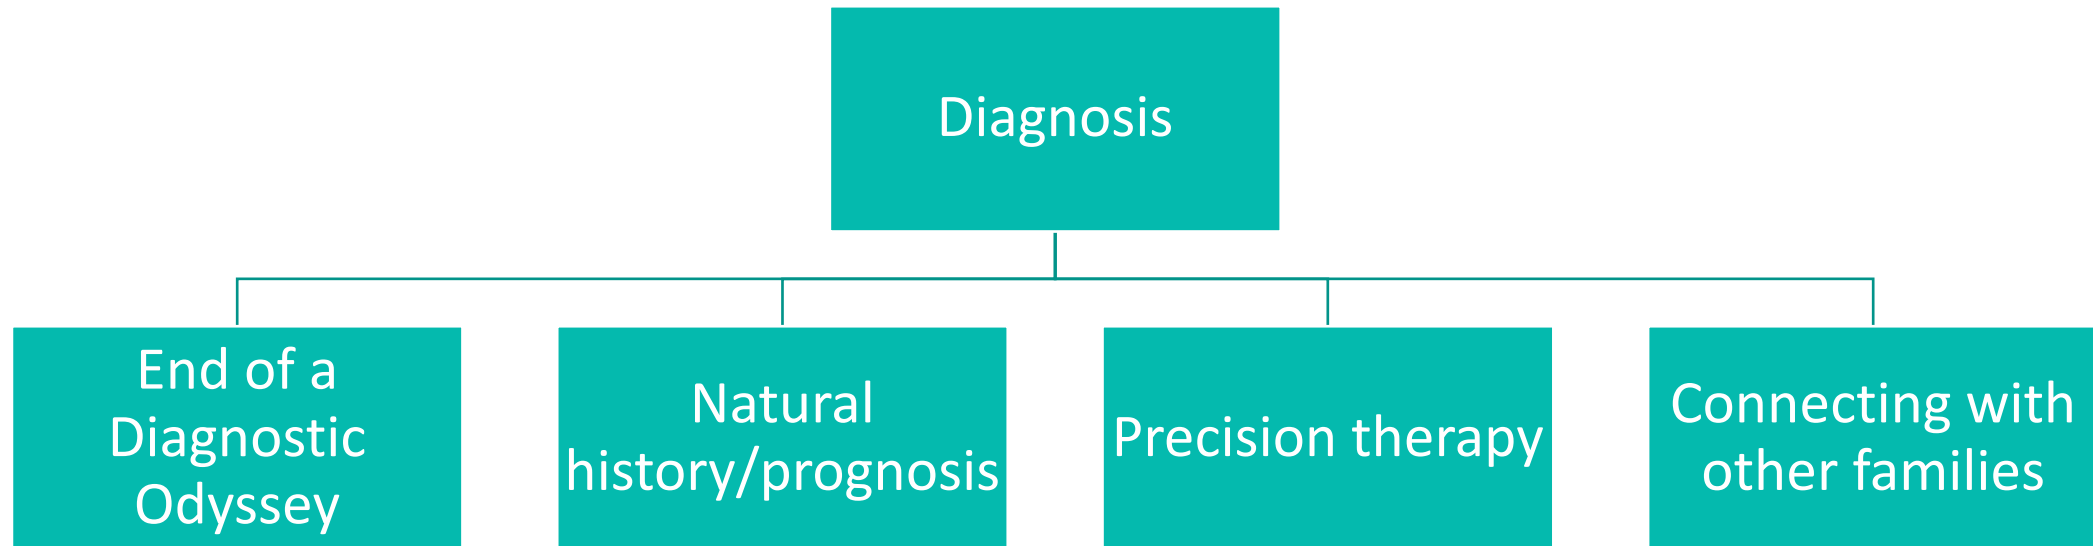 Diagnosis
End of a
Diagnostic
Odyssey
Natural
history/prognosis
Precision therapy
Connecting with
other families